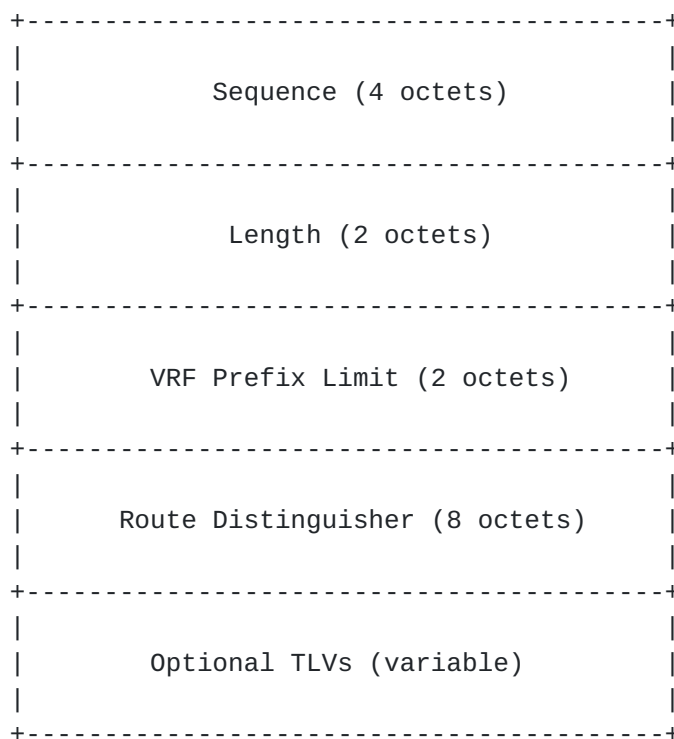 Sequence (4 octets)
Length (2 octets)
VRF Prefix Limit (2 octets)
Route Distinguisher (8 octets)
Optional TLVs (variable)